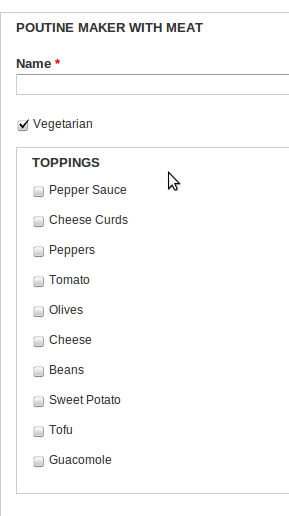 POUTINE MAKER WITH MEAT
Name *
Vegetarian
TOPPINGS
Pepper Sauce
Cheese Curds
Peppers
Tomato
Olives
Cheese
Beans
Sweet Potato
Tofu
Guacomole